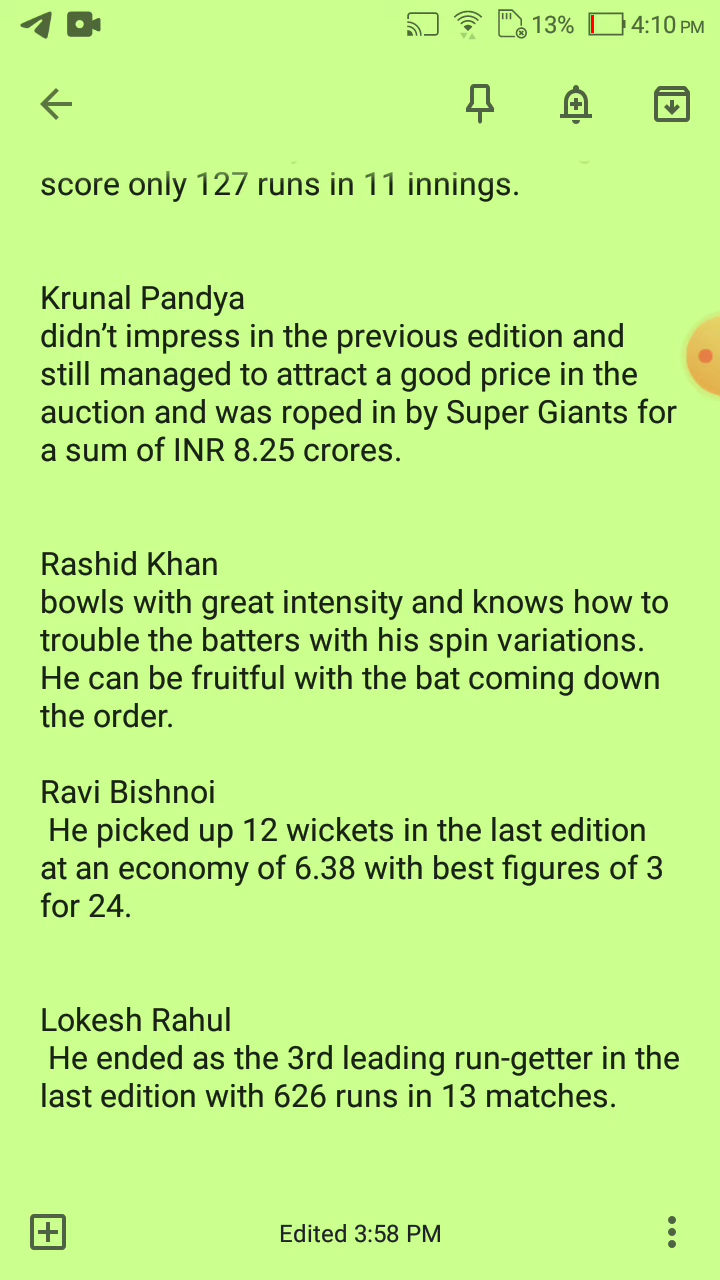 13%
4:10 PM
score only 127 runs in 11 innings.
Krunal Pandya
didn’t impress in the previous edition and
still managed to attract a good price in the
auction and was roped in by Super Giants for
a sum of INR 8.25 crores.
Rashid Khan
bowls with great intensity and knows how to
trouble the batters with his spin variations.
He can be fruitful with the bat coming down
the order.
Ravi Bishnoi
He picked up 12 wickets in the last edition
at an economy of 6.38 with best figures of 3
for 24.
Lokesh Rahul
He ended as the 3rd leading run-getter in the
last edition with 626 runs in 13 matches.
Edited 3:58 PM